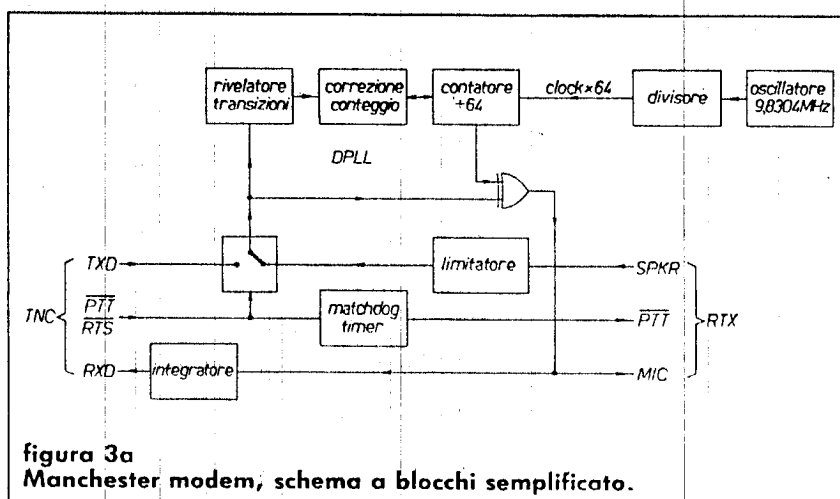 rivelatore
transizioni
correzione
conteggio
contatore
÷64
clock×64
divisore
oscillatore
9,8304MHz
DPLL
TXD
limitatore
SPKR
TNC
PTT
RTS
matchdog
timer
PTT
RTX
RXD
integratore
MIC
figura 3a
Manchester modem, schema a blocchi semplificato.